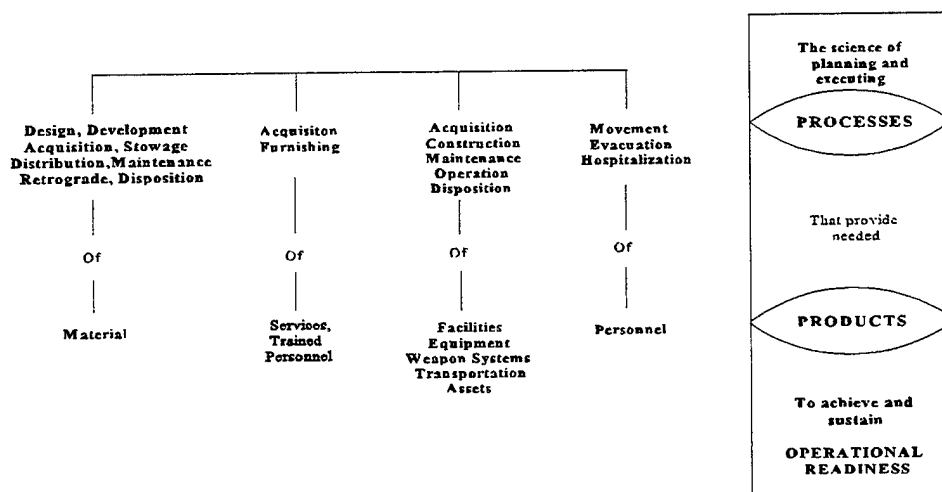 Design, Development
Acquisition, Stowage
Distribution,Maintenance
Retrograde, Disposition
Of
Material
Acquisiton
Furnishing
Of
Services,
Trained
Personnel
Acquisition
Construction
Maintenance
Operation
Disposition
Of
Facilities
Equipment
Weapon Systems
Transportation
Assets
Movement
Evacuation
Hospitalization
Of
Personnel
The science of
planning and
executing
PROCESSES
That provide
needed
PRODUCTS
To achieve and
sustain
OPERATIONAL
READINESS